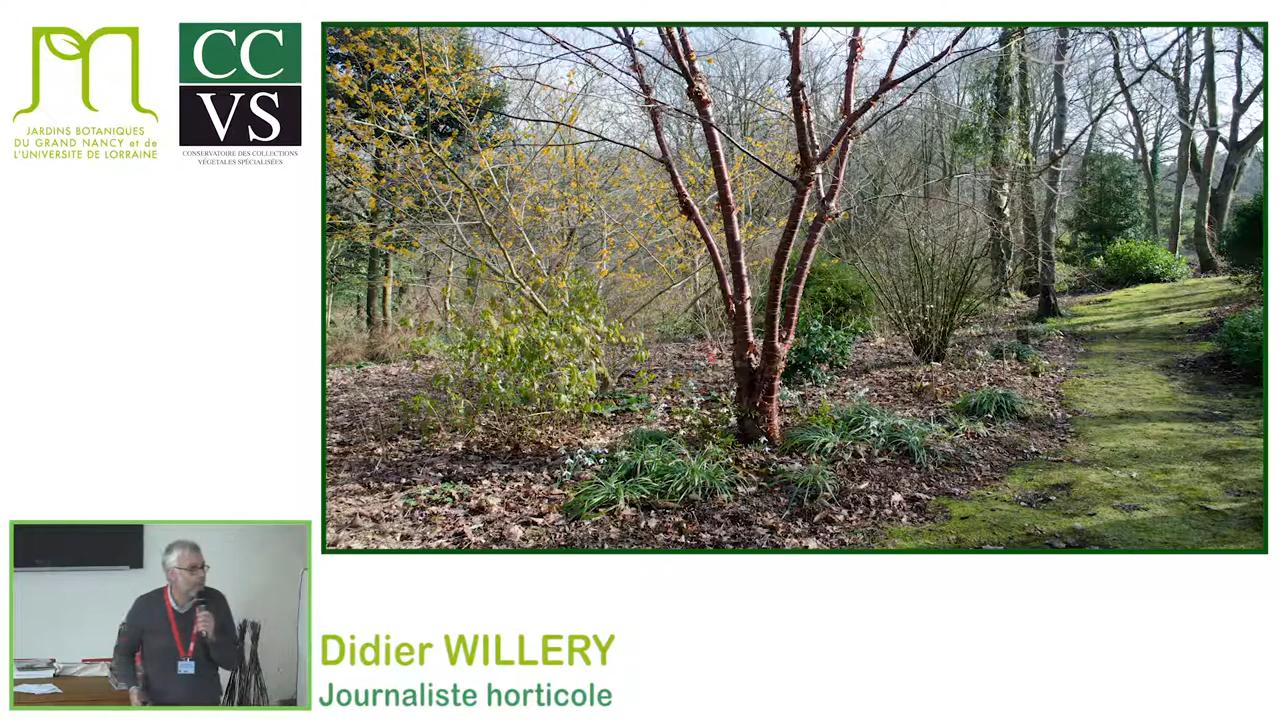 JARDINS BOTANIQUES
DU GRAND NANCY et de
L'UNIVERSITE DE LORRAINE
CC
VS
CONSERVATOIRE DES COLLECTIONS
VÉGÉTALES SPÉCIALISÉES
Didier WILLERY
Journaliste horticole